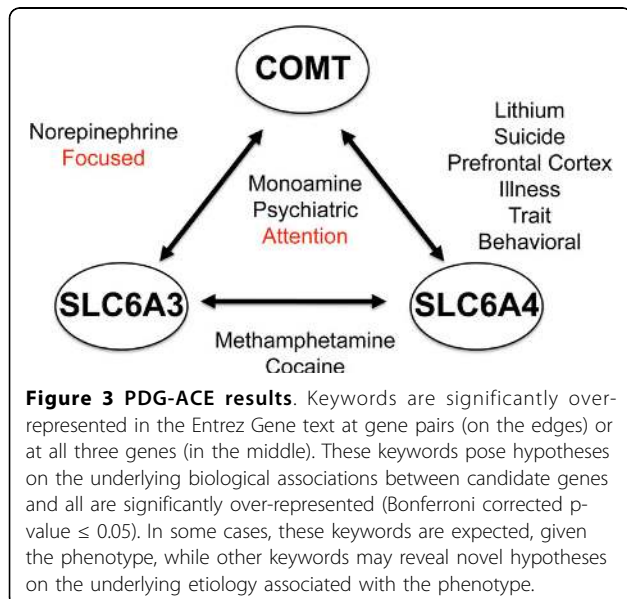 COMT
Norepinephrine
Focused
Lithium
Suicide
Prefrontal Cortex
Illness
Trait
Behavioral
Monoamine
Psychiatric
Attention
SLC6A3
SLC6A4
Methamphetamine
Cocaine
Figure 3 PDG-ACE results. Keywords are significantly over-
represented in the Entrez Gene text at gene pairs (on the edges) or
at all three genes (in the middle). These keywords pose hypotheses
on the underlying biological associations between candidate genes
and all are significantly over-represented (Bonferroni corrected p-
value ≤ 0.05). In some cases, these keywords are expected, given
the phenotype, while other keywords may reveal novel hypotheses
on the underlying etiology associated with the phenotype.